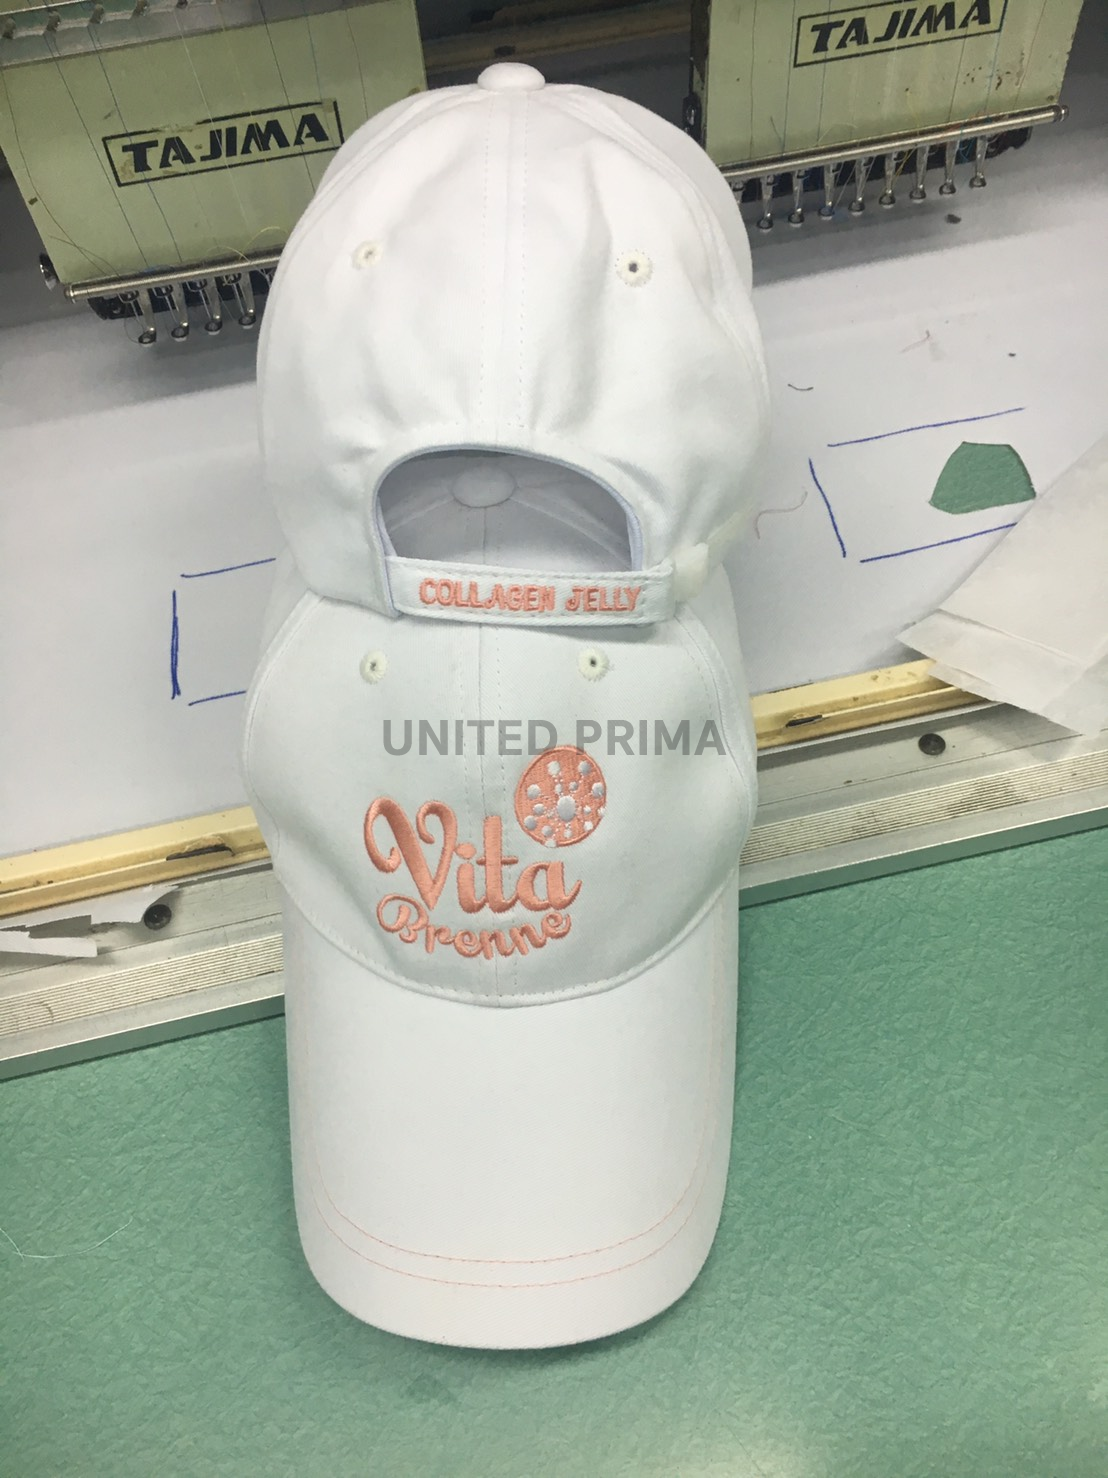 TAJIMA
TAJIMA
COLLAGEN JELLY
UNITED PRIMA
Vita
Brenne